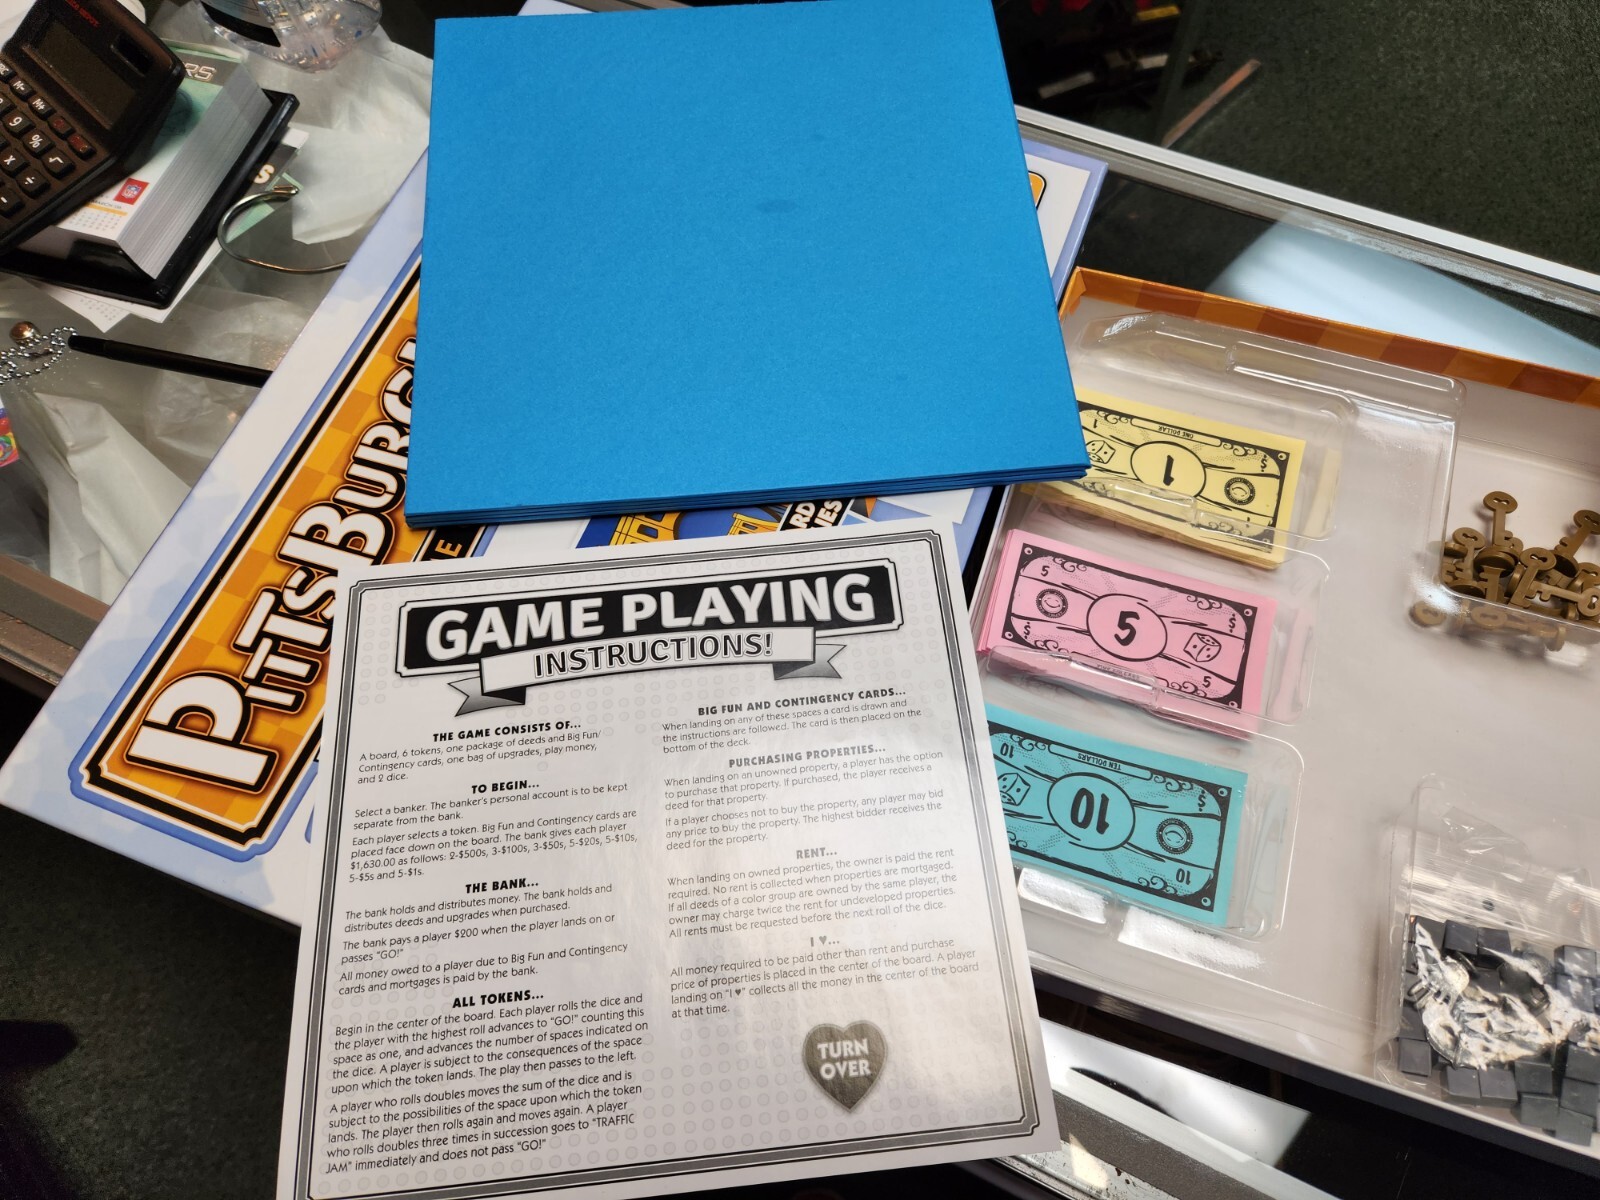 PITTSBURG
GAME PLAYING
INSTRUCTIONS!
THE GAME CONSISTS OF...
A board, 6 tokens, one package of deeds and Big Fun/
Contingency cards, one bag of upgrades, play money,
and 2 dice.
TO BEGIN...
Select a banker. The banker's personal account is to be kept
separate from the bank.
Each player selects a token. Big Fun and Contingency cards are
placed face down on the board. The bank gives each player
$1,630.00 as follows: 2-$500s, 3-$100s, 3-$50s, 5-$20s, 5-$10s,
5-$5s and 5-$1s.
THE BANK...
The bank holds and distributes money. The bank holds and
distributes deeds and upgrades when purchased.
The bank pays a player $200 when the player lands on or
passes "GO!"
All money owed to a player due to Big Fun and Contingency
cards and mortgages is paid by the bank.
ALL TOKENS...
Begin in the center of the board. Each player rolls the dice and
the player with the highest roll advances to "GO!" counting this
space as one, and advances the number of spaces indicated on
the dice. A player is subject to the consequences of the space
upon which the token lands. The play then passes to the left.
A player who rolls doubles moves the sum of the dice and is
subject to the possibilities of the space upon which the token
lands. The player then rolls again and moves again. A player
who rolls doubles three times in succession goes to "TRAFFIC
JAM" immediately and does not pass "GO!"
BIG FUN AND CONTINGENCY CARDS...
When landing on any of these spaces a card is drawn and
the instructions are followed. The card is then placed on the
bottom of the deck.
PURCHASING PROPERTIES...
When landing on an unowned property, a player has the option
to purchase that property. If purchased, the player receives a
deed for that property.
If a player chooses not to buy the property, any player may bid
any price to buy the property. The highest bidder receives the
deed for the property.
RENT...
When landing on owned properties, the owner is paid the rent
required. No rent is collected when properties are mortgaged.
If all deeds of a color group are owned by the same player, the
owner may charge twice the rent for undeveloped properties.
All rents must be requested before the next roll of the dice.
I ♥...
All money required to be paid other than rent and purchase
price of properties is placed in the center of the board. A player
landing on "I ♥" collects all the money in the center of the board
at that time.
TURN
OVER
ONE DOLLAR
1
1
5
5
5
TEN DOLLARS
10
10
10
NFL
M-
M+
9
%
√
x
÷
-